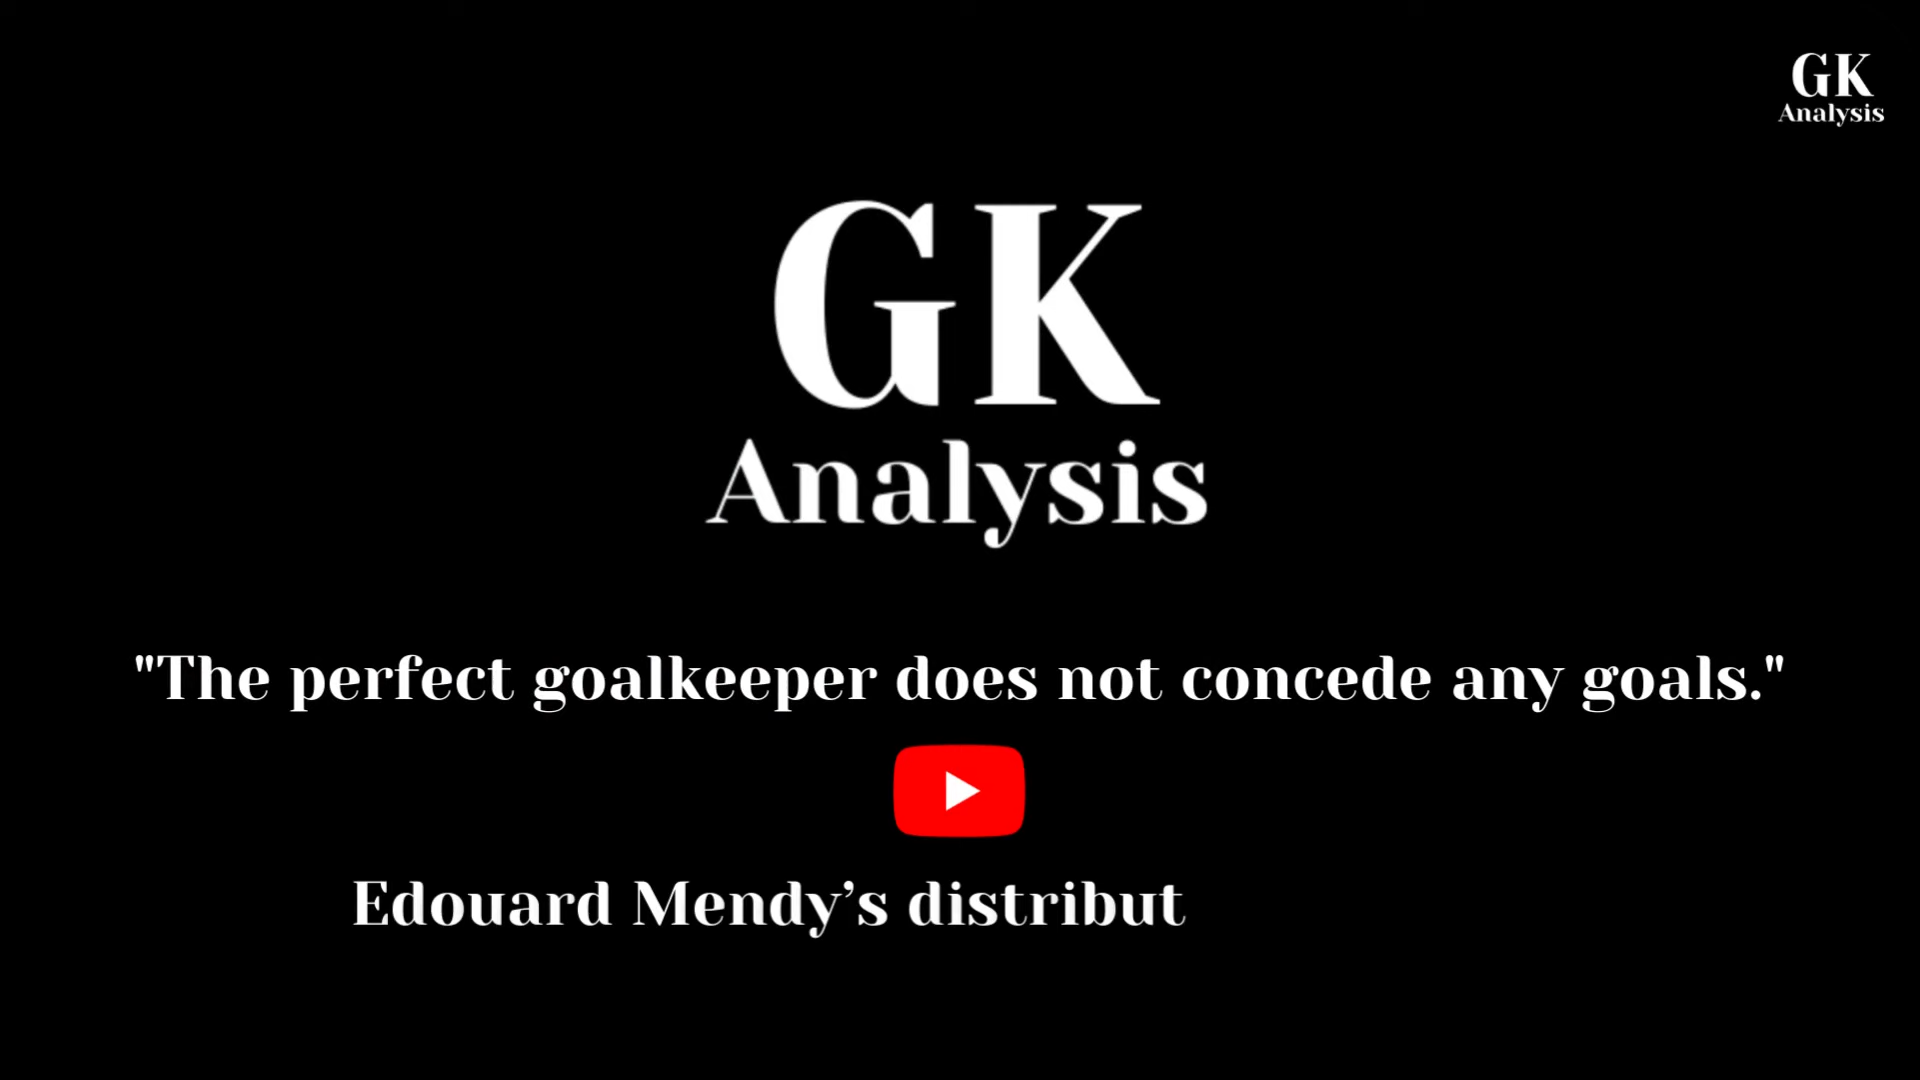 GK
Analysis
GK
Analysis
"The perfect goalkeeper does not concede any goals."
Edouard Mendy’s distribut